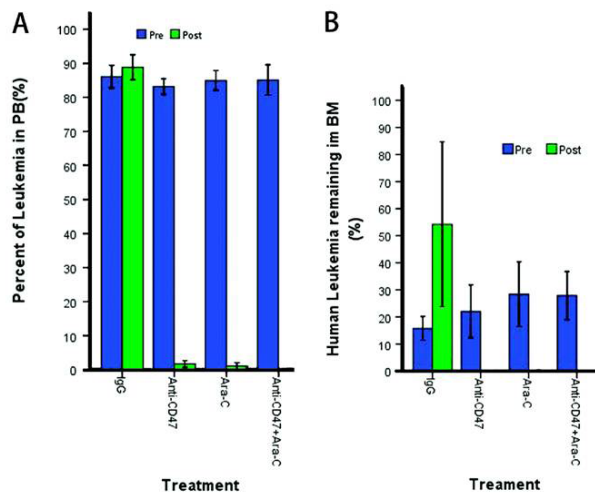 A
Pre Post
Percent of Leukemia in PB(%)
100
90
80
70
60
50
40
30
20
10
0
IgG
Anti-CD47
Ara-C
Anti-CD47+Ara-C
Treatment
B
Pre Post
Human Leukemia remaining im BM
(%)
100
90
80
70
60
50
40
30
20
10
0
IgG
Anti-CD47
Ara-C
Anti-CD47+Ara-C
Treament